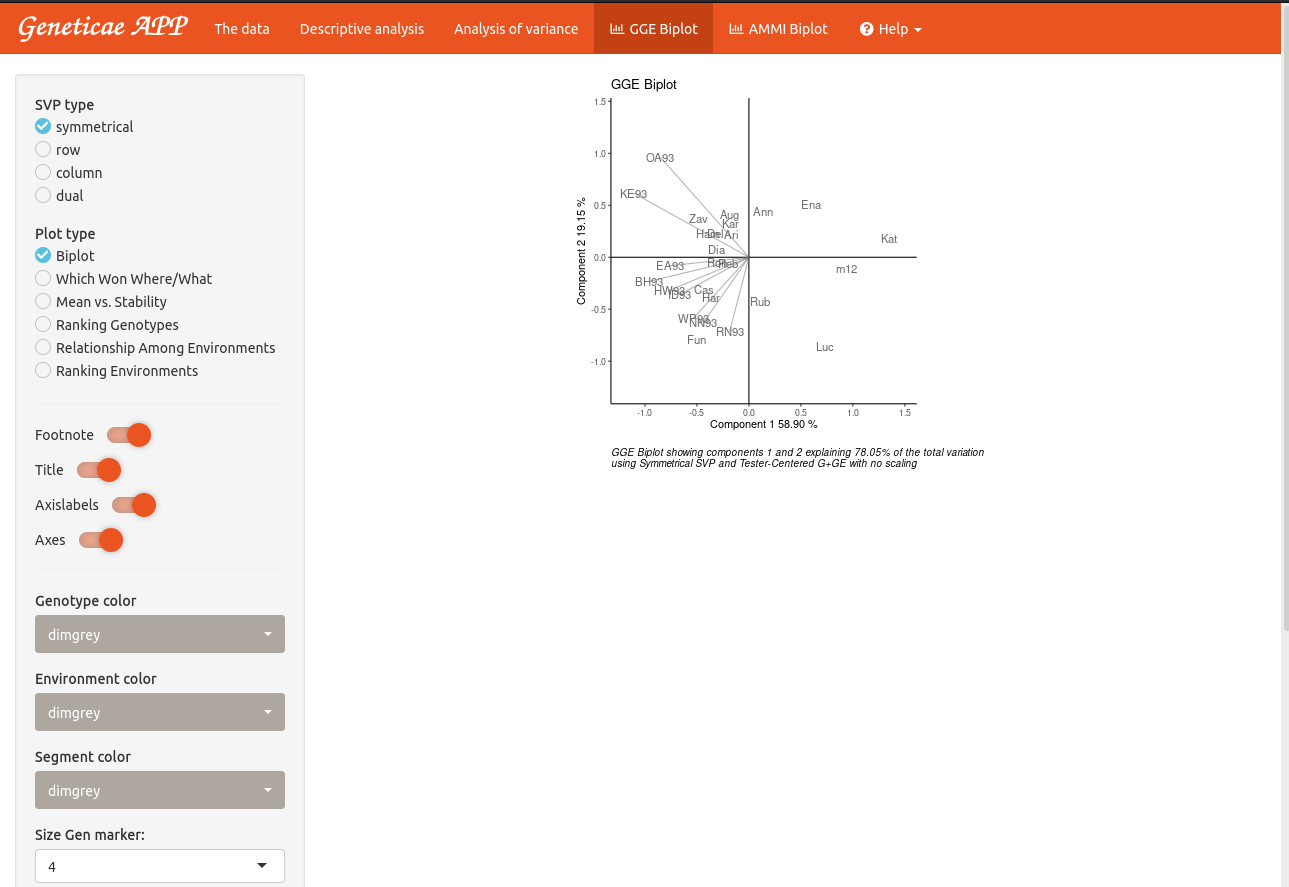 Geneticae APP The data Descriptive analysis Analysis of variance GGE Biplot AMMI Biplot Help
SVP type
symmetrical
row
column
dual
Plot type
Biplot
Which Won Where/What
Mean vs. Stability
Ranking Genotypes
Relationship Among Environments
Ranking Environments
Footnote
Title
Axislabels
Axes
Genotype color
dimgrey
Environment color
dimgrey
Segment color
dimgrey
Size Gen marker:
4
GGE Biplot
1.5
1.0
0.5
0.0
-0.5
-1.0
Component 2 19.15 %
OA93
KE93
Zav
Aug
Kar
Ann
Ena
Del
Ari
Kat
Dia
EA93
Reb
m12
BH93
HW93
ID93
Cas
Har
Rub
WP93
NN93
RN93
Fun
Luc
-1.0 -0.5 0.0 0.5 1.0 1.5
Component 1 58.90 %
GGE Biplot showing components 1 and 2 explaining 78.05% of the total variation
using Symmetrical SVP and Tester-Centered G+GE with no scaling